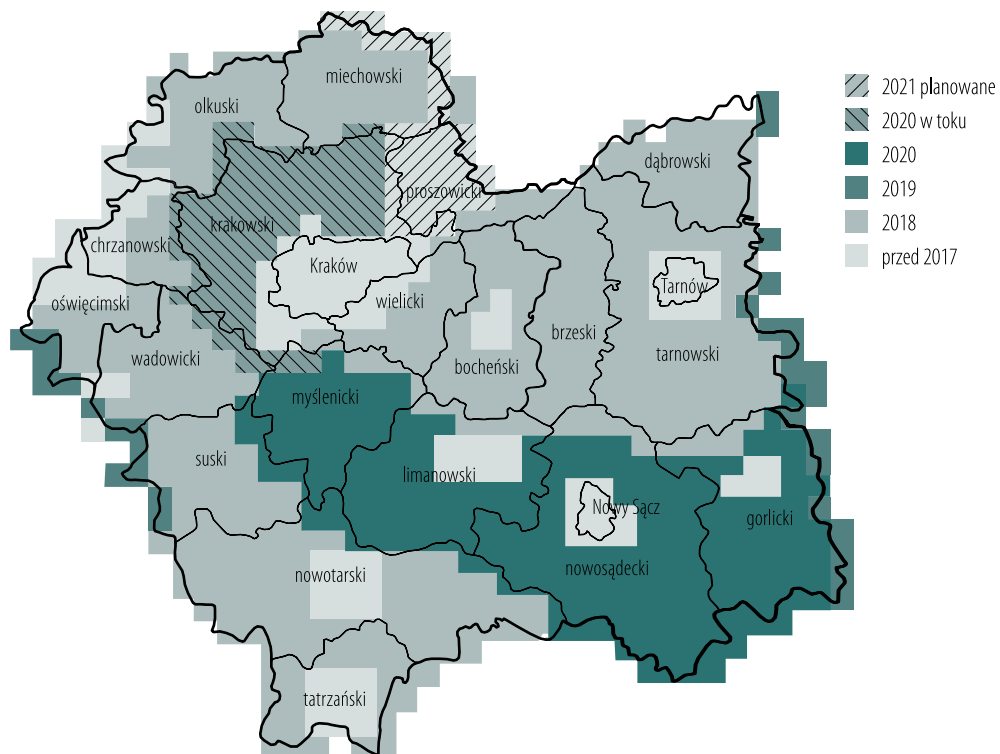 miechowski
olkuski
2021 planowane
2020 w toku
2020
2019
2018
przed 2017
dąbrowski
proszowicki
krakowski
chrzanowski
Kraków
Tarnów
oświęcimski
wielicki
brzeski
wadowicki
bocheński
tarnowski
myślenicki
suski
limanowski
Nowy Sącz
gorlicki
nowotarski
nowosądecki
tatrzański